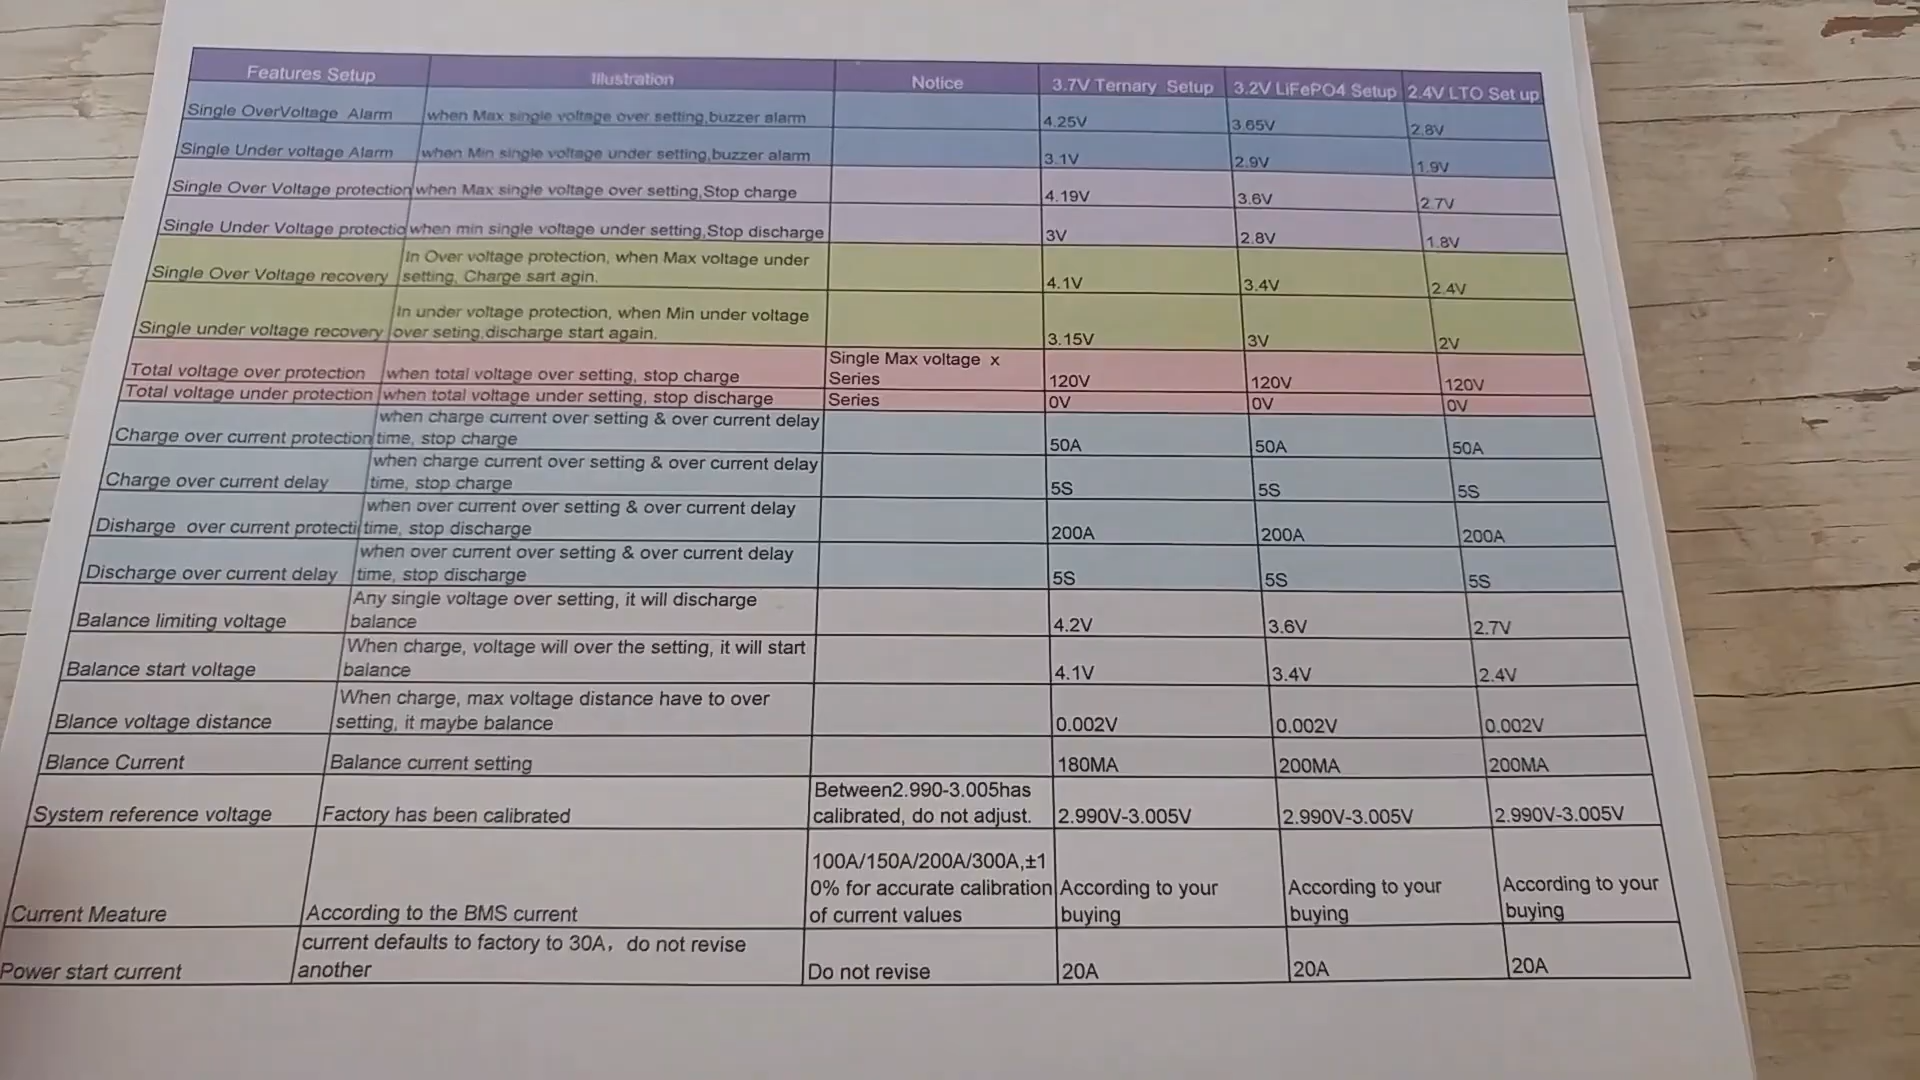 Features Setup Illustration Notice 3.7V Ternary Setup 3.2V LiFePO4 Setup 2.4V LTO Set up
Single OverVoltage Alarm when Max single voltage over setting,buzzer alarm 4.25V 3.65V 2.8V
Single Under voltage Alarm when Min single voltage under setting,buzzer alarm 3.1V 2.9V 1.9V
Single Over Voltage protection when Max single voltage over setting,Stop charge 4.19V 3.6V 2.7V
Single Under Voltage protectio when min single voltage under setting,Stop discharge 3V 2.8V 1.8V
In Over voltage protection, when Max voltage under
Single Over Voltage recovery setting, Charge sart agin. 4.1V 3.4V 2.4V
In under voltage protection, when Min under voltage
Single under voltage recovery over seting,discharge start again. 3.15V 3V 2V
Single Max voltage x
Total voltage over protection when total voltage over setting, stop charge Series 120V 120V 120V
Total voltage under protection when total voltage under setting, stop discharge Series 0V 0V 0V
when charge current over setting & over current delay
Charge over current protection time, stop charge 50A 50A 50A
when charge current over setting & over current delay
Charge over current delay time, stop charge 5S 5S 5S
when over current over setting & over current delay
Disharge over current protecti time, stop discharge 200A 200A 200A
when over current over setting & over current delay
Discharge over current delay time, stop discharge 5S 5S 5S
Any single voltage over setting, it will discharge
Balance limiting voltage balance 4.2V 3.6V 2.7V
When charge, voltage will over the setting, it will start
Balance start voltage balance 4.1V 3.4V 2.4V
When charge, max voltage distance have to over
Blance voltage distance setting, it maybe balance 0.002V 0.002V 0.002V
Blance Current Balance current setting 180MA 200MA 200MA
Between2.990-3.005has
System reference voltage Factory has been calibrated calibrated, do not adjust. 2.990V-3.005V 2.990V-3.005V 2.990V-3.005V
100A/150A/200A/300A,±1
0% for accurate calibration According to your According to your According to your
Current Meature According to the BMS current of current values buying buying buying
current defaults to factory to 30A, do not revise
Power start current another Do not revise 20A 20A 20A